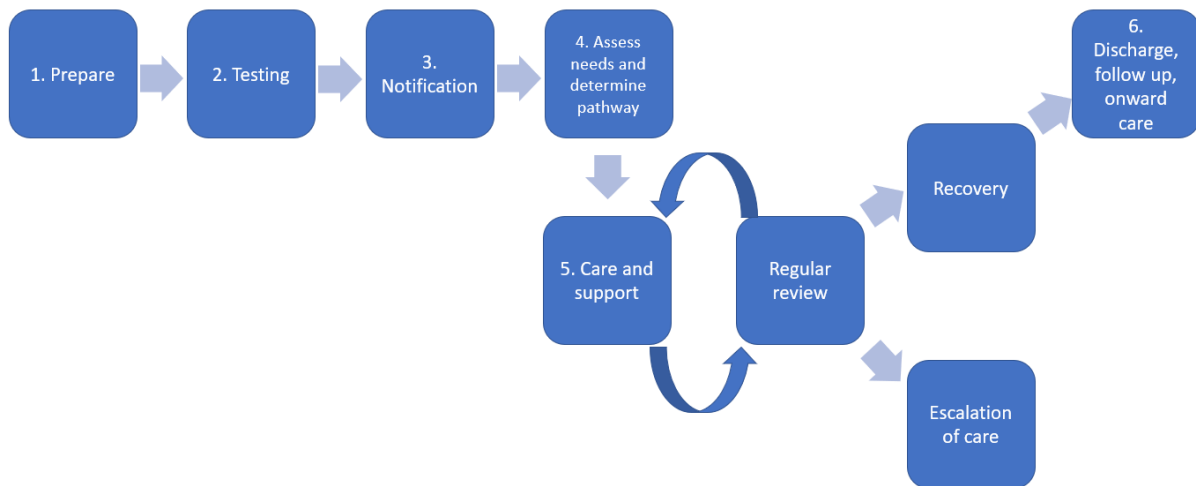 1. Prepare
2. Testing
3.
Notification
4. Assess
needs and
determine
pathway
5. Care and
support
Regular
review
Recovery
Escalation
of care
6.
Discharge,
follow up,
onward
care